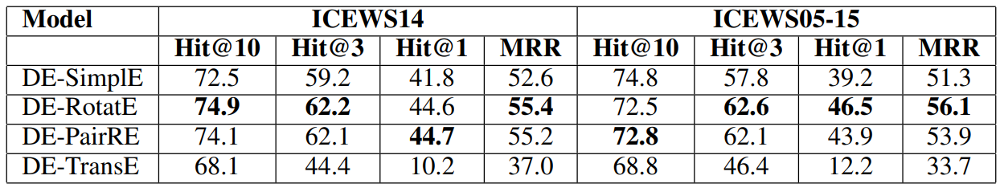 Model ICEWS14 ICEWS05-15
Hit@10 Hit@3 Hit@1 MRR Hit@10 Hit@3 Hit@1 MRR
DE-SimplE 72.5 59.2 41.8 52.6 74.8 57.8 39.2 51.3
DE-RotatE 74.9 62.2 44.6 55.4 72.5 62.6 46.5 56.1
DE-PairRE 74.1 62.1 44.7 55.2 72.8 62.1 43.9 53.9
DE-TransE 68.1 44.4 10.2 37.0 68.8 46.4 12.2 33.7